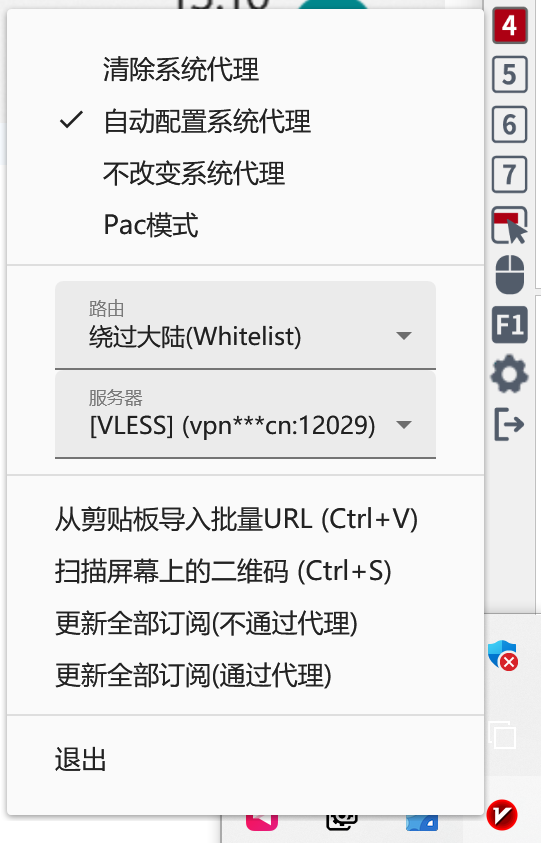 清除系统代理
自动配置系统代理
不改变系统代理
Pac模式
路由
绕过大陆(Whitelist)
服务器
[VLESS] (vpn***cn:12029)
从剪贴板导入批量URL (Ctrl+V)
扫描屏幕上的二维码 (Ctrl+S)
更新全部订阅(不通过代理)
更新全部订阅(通过代理)
退出
4
5
6
7
F1